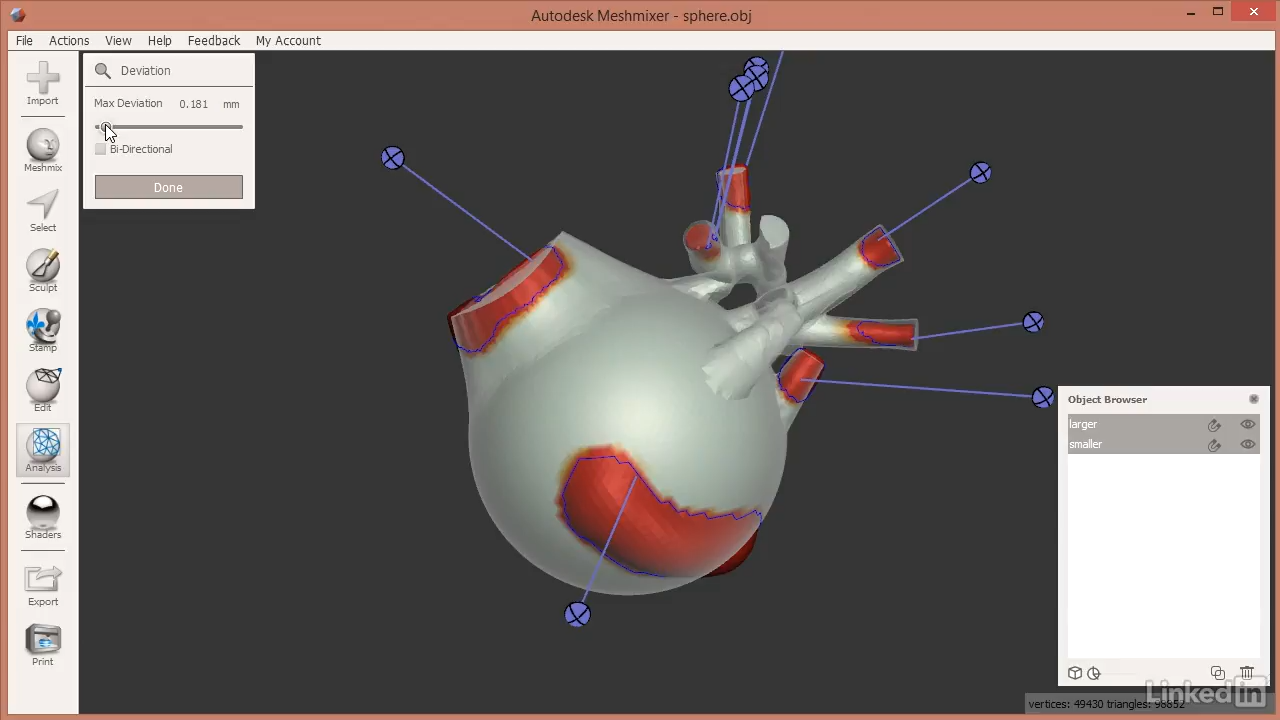 Autodesk Meshmixer - sphere.obj
File Actions View Help Feedback My Account
Deviation
Max Deviation 0.181 mm
Bi-Directional
Done
Import
Meshmix
Select
Sculpt
Stamp
Edit
Analysis
Shaders
Export
Print
Object Browser
larger
smaller
Linked in
vertices: 49430 triangles: 98852